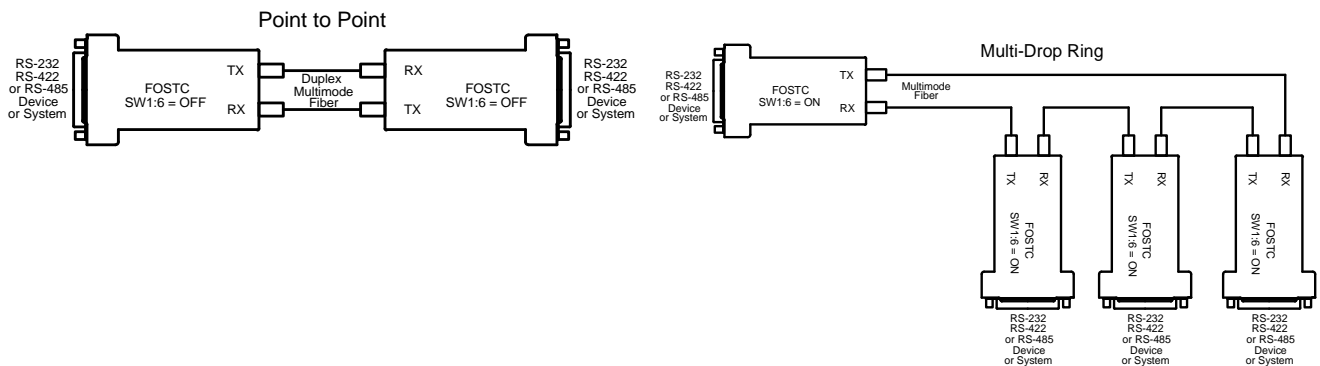 Point to Point
RS-232
RS-422
or RS-485
Device
or System
FOSTC
SW1:6 = OFF
TX
RX
Duplex
Multimode
Fiber
RX
TX
FOSTC
SW1:6 = OFF
RS-232
RS-422
or RS-485
Device
or System
Multi-Drop Ring
RS-232
RS-422
or RS-485
Device
or System
FOSTC
SW1:6 = ON
TX
RX
Multimode
Fiber
TX
RX
FOSTC
SW1:6 = ON
RS-232
RS-422
or RS-485
Device
or System
TX
RX
FOSTC
SW1:6 = ON
RS-232
RS-422
or RS-485
Device
or System
TX
RX
FOSTC
SW1:6 = ON
RS-232
RS-422
or RS-485
Device
or System